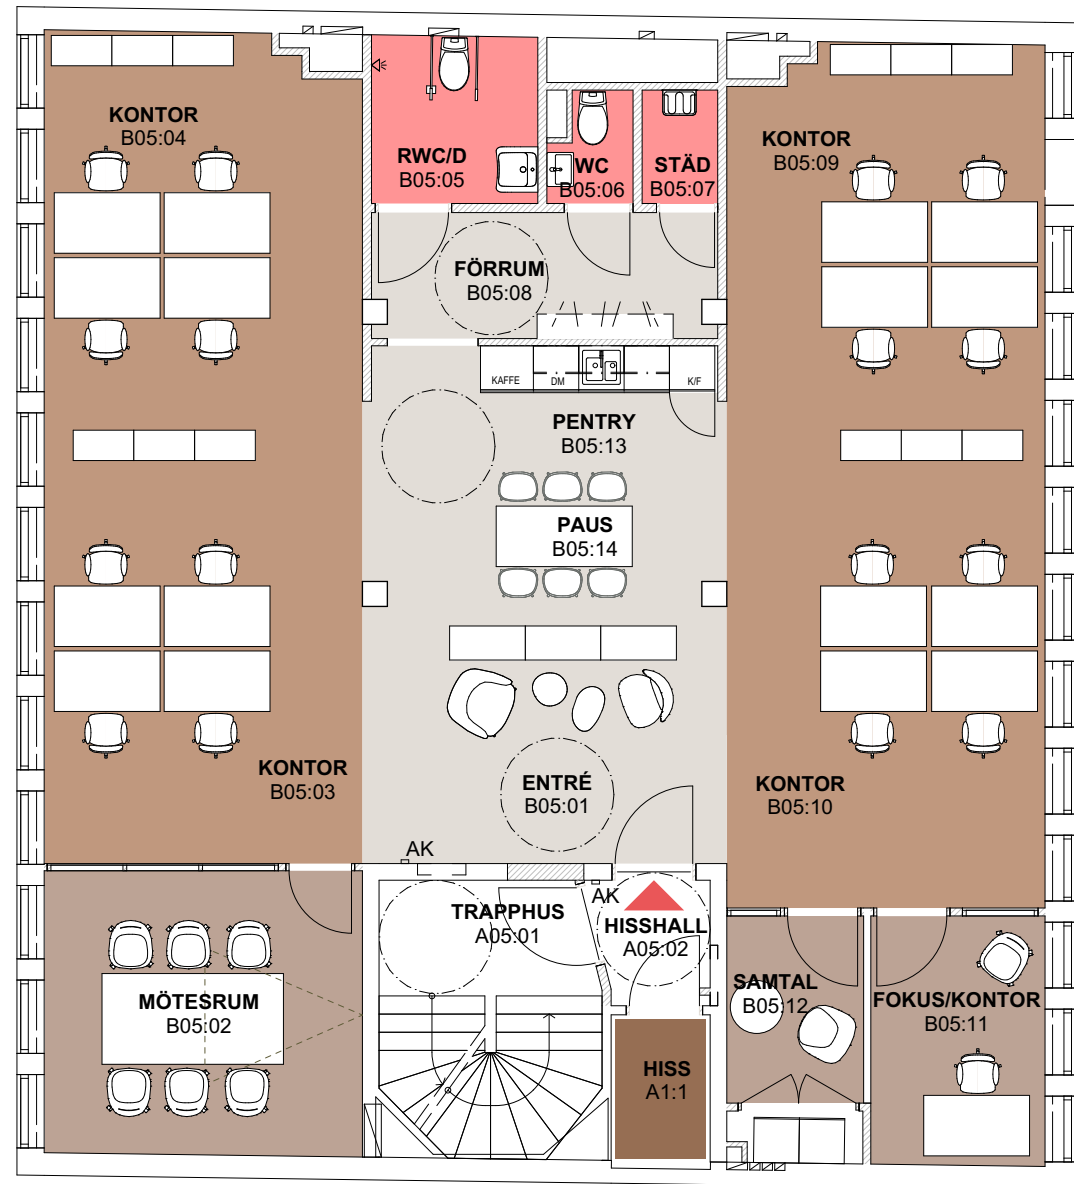 KONTOR
B05:04
RWC/D
B05:05
WC
B05:06
STÄD
B05:07
KONTOR
B05:09
FÖRRUM
B05:08
KAFFE
DM
K/F
PENTRY
B05:13
PAUS
B05:14
KONTOR
B05:03
ENTRÉ
B05:01
KONTOR
B05:10
AK
AK
TRAPPHUS
A05:01
HISSHALL
A05:02
MÖTESRUM
B05:02
SAMTAL
B05:12
FOKUS/KONTOR
B05:11
HISS
A1:1